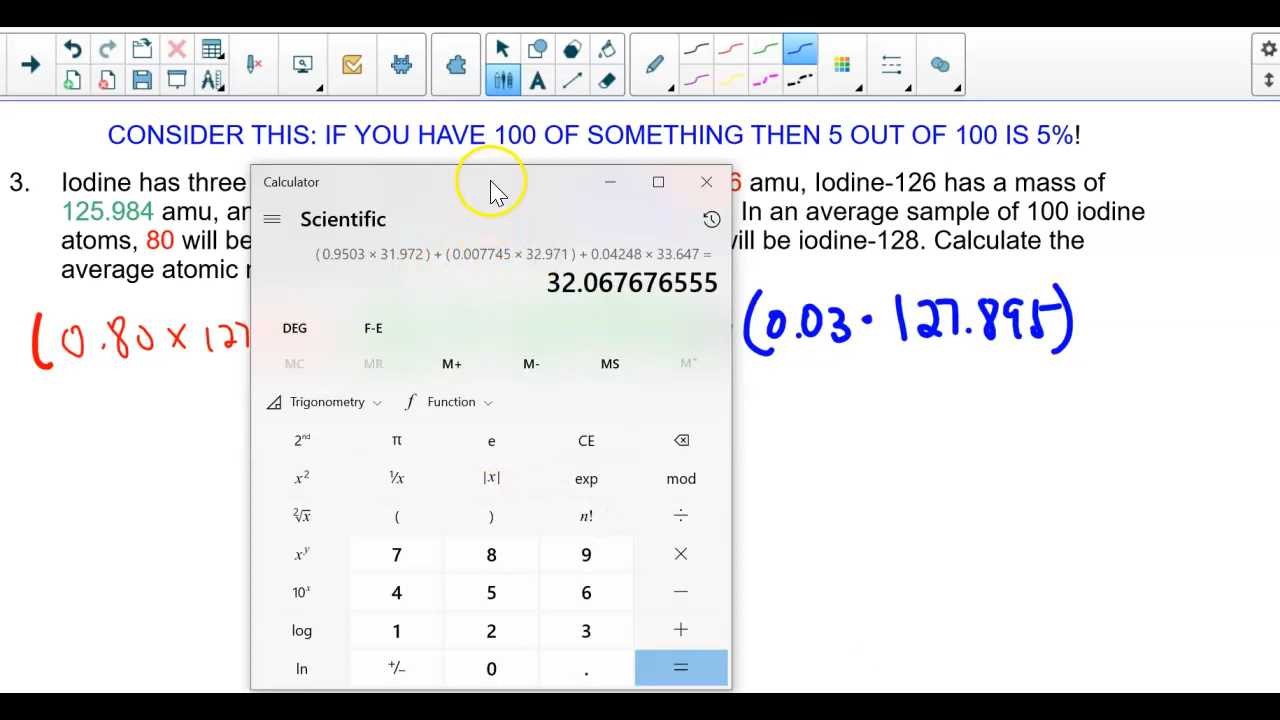 CONSIDER THIS: IF YOU HAVE 100 OF SOMETHING THEN 5 OUT OF 100 IS 5%!
3. Iodine has three 6 amu, Iodine-126 has a mass of
125.984 amu, an In an average sample of 100 iodine
atoms, 80 will be will be iodine-128. Calculate the
average atomic
(0.80 x 127 (0.03 · 127.895)
Calculator
Scientific
(0.9503 × 31.972) + (0.007745 × 32.971) + 0.04248 × 33.647 =
32.067676555
DEG F-E
MC MR M+ M- MS M˅
Trigonometry f Function
2nd π e CE
x² ¹/x |x| exp mod
²√x ( ) n! ÷
xʸ 7 8 9 ×
10ˣ 4 5 6 −
log 1 2 3 +
ln +/− 0 . =